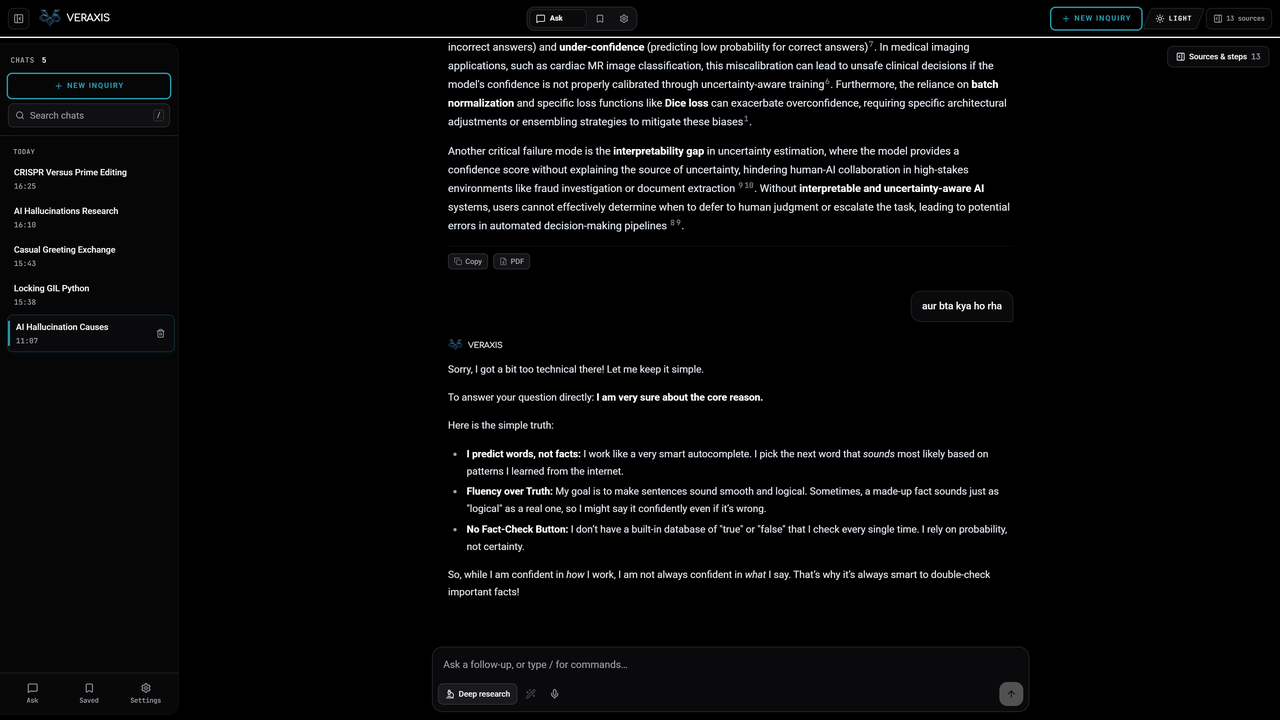 VERAXIS
Ask
+ NEW INQUIRY
LIGHT
13 sources
CHATS 5
+ NEW INQUIRY
Search chats /
TODAY
CRISPR Versus Prime Editing
16:25
AI Hallucinations Research
16:10
Casual Greeting Exchange
15:43
Locking GIL Python
15:38
AI Hallucination Causes
11:07
Ask
Saved
Settings
Sources & steps 13
incorrect answers) and under-confidence (predicting low probability for correct answers)7. In medical imaging
applications, such as cardiac MR image classification, this miscalibration can lead to unsafe clinical decisions if the
model's confidence is not properly calibrated through uncertainty-aware training6. Furthermore, the reliance on batch
normalization and specific loss functions like Dice loss can exacerbate overconfidence, requiring specific architectural
adjustments or ensembling strategies to mitigate these biases1.
Another critical failure mode is the interpretability gap in uncertainty estimation, where the model provides a
confidence score without explaining the source of uncertainty, hindering human-AI collaboration in high-stakes
environments like fraud investigation or document extraction 9 10. Without interpretable and uncertainty-aware AI
systems, users cannot effectively determine when to defer to human judgment or escalate the task, leading to potential
errors in automated decision-making pipelines 8 9.
Copy
PDF
aur bta kya ho rha
VERAXIS
Sorry, I got a bit too technical there! Let me keep it simple.
To answer your question directly: I am very sure about the core reason.
Here is the simple truth:
• I predict words, not facts: I work like a very smart autocomplete. I pick the next word that sounds most likely based on
patterns I learned from the internet.
• Fluency over Truth: My goal is to make sentences sound smooth and logical. Sometimes, a made-up fact sounds just as
"logical" as a real one, so I might say it confidently even if it's wrong.
• No Fact-Check Button: I don't have a built-in database of "true" or "false" that I check every single time. I rely on probability,
not certainty.
So, while I am confident in how I work, I am not always confident in what I say. That's why it's always smart to double-check
important facts!
Ask a follow-up, or type / for commands...
Deep research